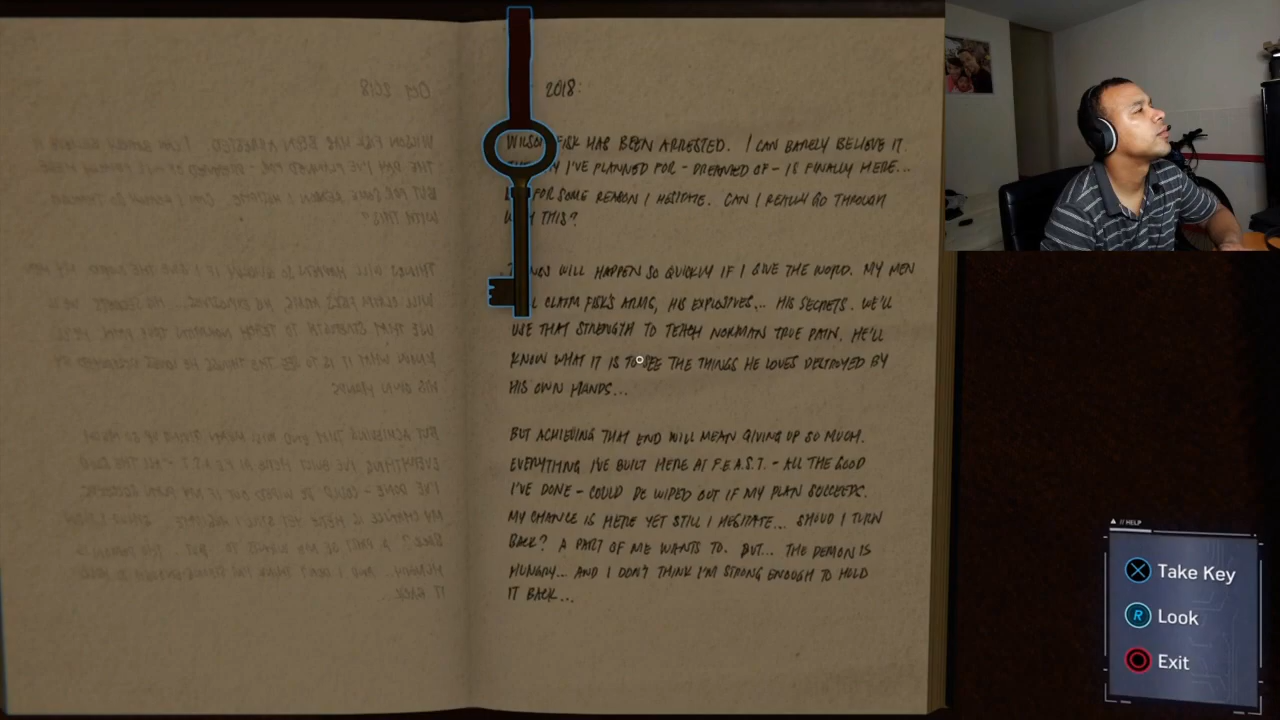 Oct 2018
2018:
WILSON FISK HAS BEEN ARRESTED. I CAN BARELY BELIEVE IT.
I'VE PLANNED FOR - DREAMED OF - IS FINALLY HERE...
FOR SOME REASON I HESITATE. CAN I REALLY GO THROUGH
THIS?
THINGS WILL HAPPEN SO QUICKLY IF I GIVE THE WORD. MY MEN
CLAIM FISK'S ARMS, HIS EXPLOSIVES... HIS SECRETS. WE'LL
USE THAT STRENGTH TO TEACH NORMAN TRUE PAIN. HE'LL
KNOW WHAT IT IS TO SEE THE THINGS HE LOVES DESTROYED BY
HIS OWN HANDS...
BUT ACHIEVING THAT END WILL MEAN GIVING UP SO MUCH.
EVERYTHING I'VE BUILT HERE AT F.E.A.S.T. - ALL THE GOOD
I'VE DONE - COULD BE WIPED OUT IF MY PLAN SUCCEEDS.
MY CHANCE IS HERE YET STILL I HESITATE... SHOUD I TURN
BACK? A PART OF ME WANTS TO. BUT... THE DEMON IS
HUNGRY... AND I DON'T THINK I'M STRONG ENOUGH TO HOLD
IT BACK...
// HELP
Take Key
R Look
Exit